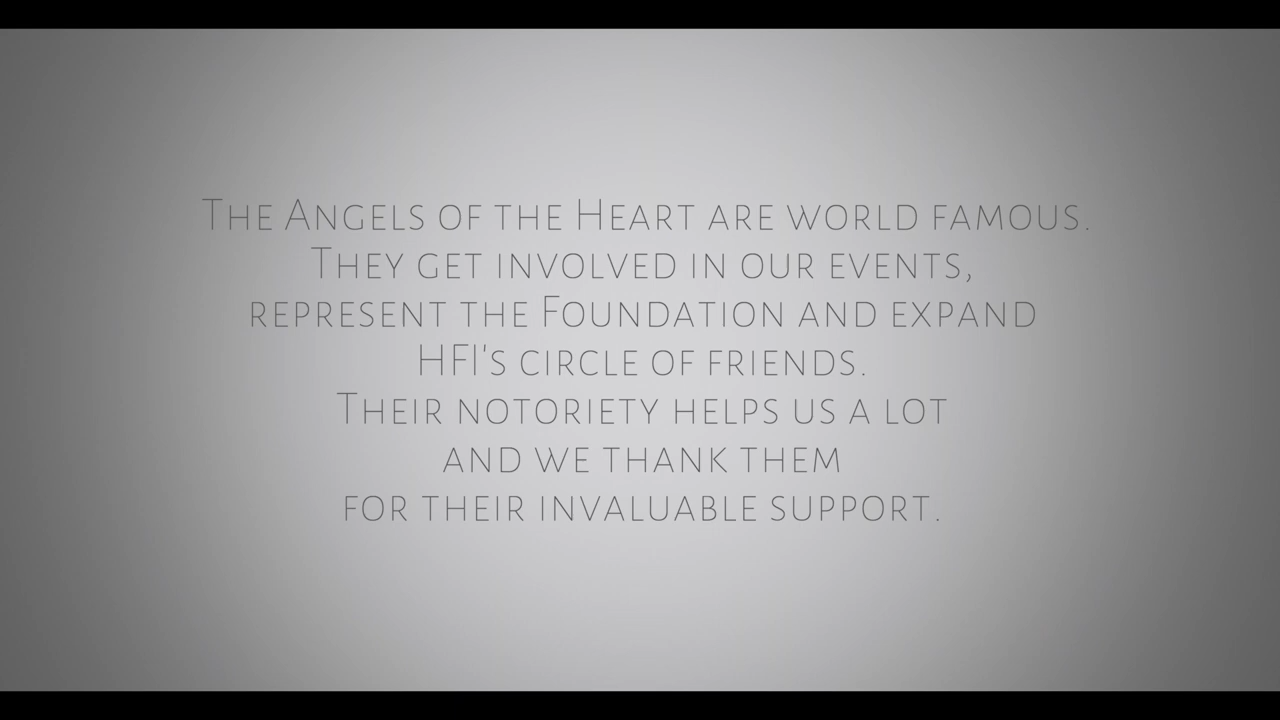 The Angels of the Heart are world famous.
They get involved in our events,
represent the Foundation and expand
HFI's circle of friends.
Their notoriety helps us a lot
and we thank them
for their invaluable support.